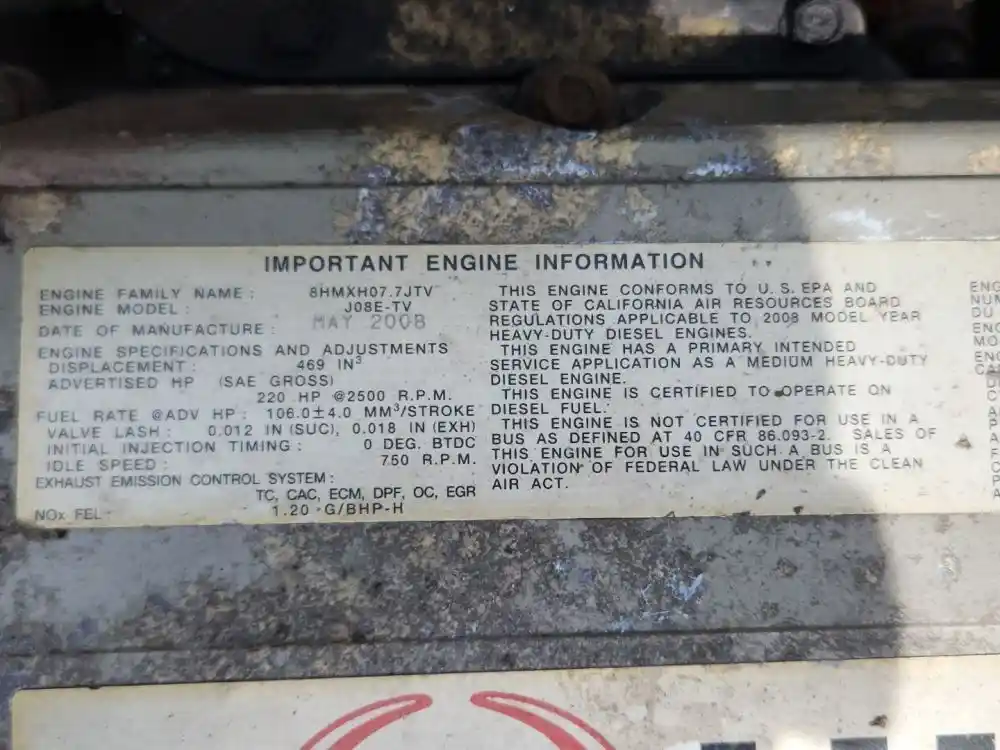 IMPORTANT ENGINE INFORMATION
ENGINE FAMILY NAME : 8HMXH07.7JTV
ENGINE MODEL : J08E-TV
DATE OF MANUFACTURE : MAY 2008
ENGINE SPECIFICATIONS AND ADJUSTMENTS
DISPLACEMENT : 469 IN³
ADVERTISED HP (SAE GROSS)
220 HP @2500 R.P.M.
FUEL RATE @ADV HP : 106.0±4.0 MM³/STROKE
VALVE LASH : 0.012 IN (SUC), 0.018 IN (EXH)
INITIAL INJECTION TIMING : 0 DEG. BTDC
IDLE SPEED : 750 R.P.M.
EXHAUST EMISSION CONTROL SYSTEM :
TC, CAC, ECM, DPF, OC, EGR
NOx FEL : 1.20 G/BHP-H
THIS ENGINE CONFORMS TO U.S. EPA AND
STATE OF CALIFORNIA AIR RESOURCES BOARD
REGULATIONS APPLICABLE TO 2008 MODEL YEAR
HEAVY-DUTY DIESEL ENGINES.
THIS ENGINE HAS A PRIMARY INTENDED
SERVICE APPLICATION AS A MEDIUM HEAVY-DUTY
DIESEL ENGINE.
THIS ENGINE IS CERTIFIED TO OPERATE ON
DIESEL FUEL.
THIS ENGINE IS NOT CERTIFIED FOR USE IN A
BUS AS DEFINED AT 40 CFR 86.093-2. SALES OF
THIS ENGINE FOR USE IN SUCH A BUS IS A
VIOLATION OF FEDERAL LAW UNDER THE CLEAN
AIR ACT.
ENG
NUM
DU
ENG
MO
ENG
CA